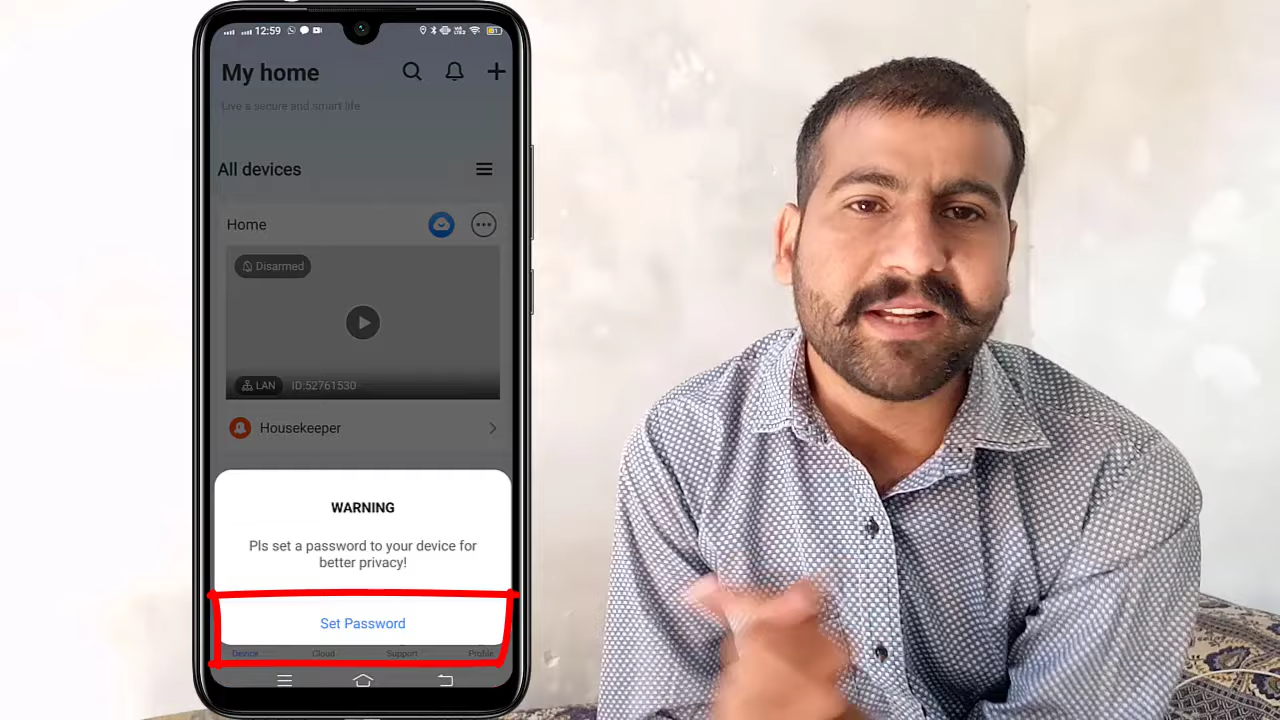 12:59
My home
Live a secure and smart life
All devices
Home
Disarmed
LAN ID:52761530
Housekeeper
WARNING
Pls set a password to your device for
better privacy!
Set Password
Device Cloud Support Profile